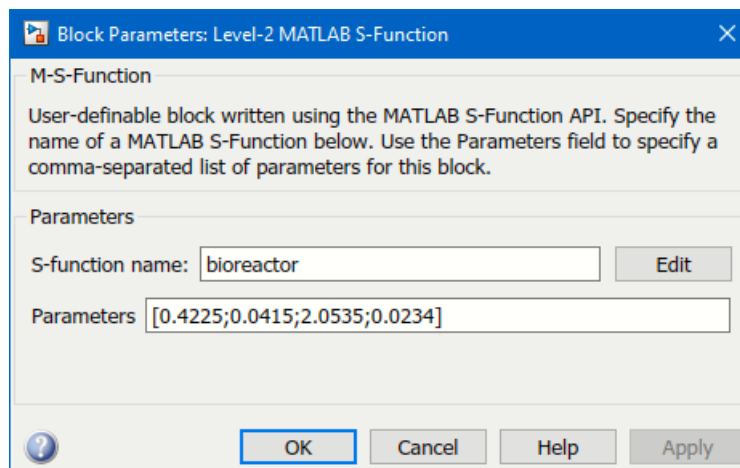 Block Parameters: Level-2 MATLAB S-Function
M-S-Function
User-definable block written using the MATLAB S-Function API. Specify the
name of a MATLAB S-Function below. Use the Parameters field to specify a
comma-separated list of parameters for this block.
Parameters
S-function name: bioreactor Edit
Parameters [0.4225;0.0415;2.0535;0.0234]
? OK Cancel Help Apply